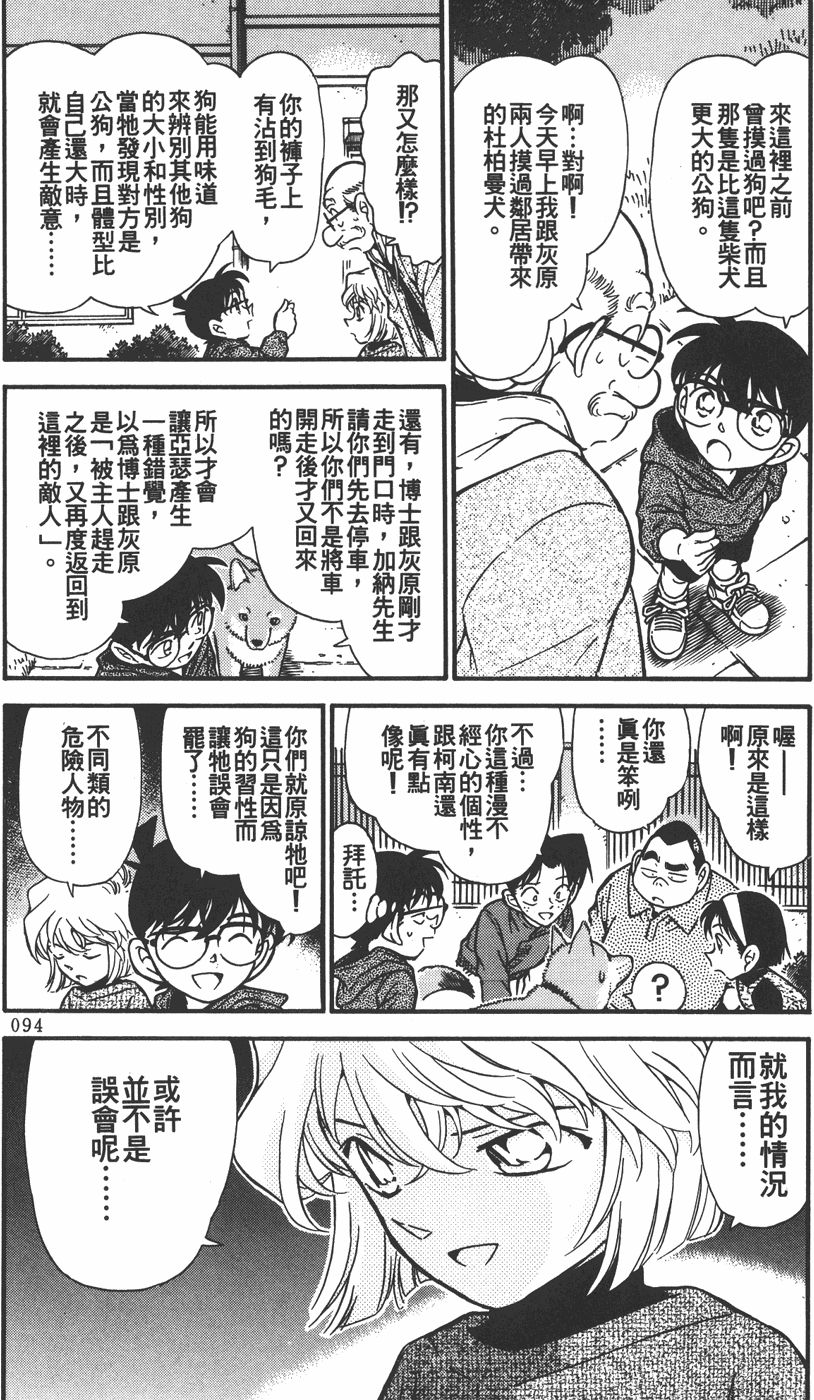 來這裡之前
曾摸過狗吧？而且
那隻是比這隻柴犬
更大的公狗。
啊…對啊！
今天早上我跟灰原
兩人摸過鄰居帶來
的杜柏曼犬。
那又怎麼樣!?
你的褲子上
有沾到狗毛，
狗能用味道
來辨別其他狗
的大小和性別，
當牠發現對方是
公狗，而且體型比
自己還大時，
就會產生敵意……
還有，博士跟灰原剛才
走到門口時，加納先生
請你們先去停車，
所以你們不是將車
開走後才又回來
的嗎？
所以才會
讓亞瑟產生
一種錯覺，
以爲博士跟灰原
是「被主人趕走
之後，又再度返回到
這裡的敵人」。
喔——
原來是這樣
啊！
你還
眞是笨咧
……
不過…
你這種漫不
經心的個性，
跟柯南還
眞有點
像呢！
拜託…
？
你們就原諒牠吧！
這只是因爲
狗的習性而
讓牠誤會
罷了……
不同類的
危險人物……
094
就我的情況
而言……
或許
並不是
誤會呢……